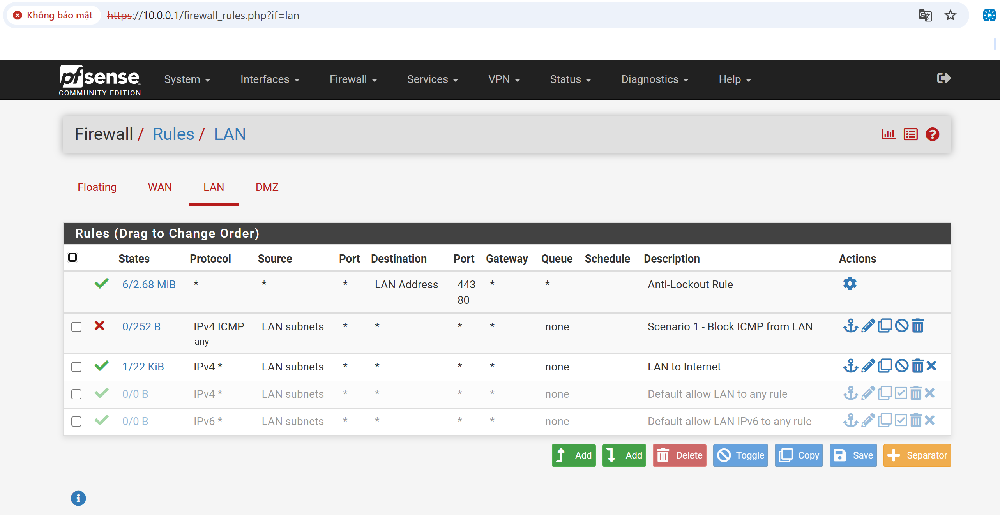 Không bảo mật https://10.0.0.1/firewall_rules.php?if=lan
pfsense
COMMUNITY EDITION
System Interfaces Firewall Services VPN Status Diagnostics Help
Firewall / Rules / LAN
Floating WAN LAN DMZ
Rules (Drag to Change Order)
States Protocol Source Port Destination Port Gateway Queue Schedule Description Actions
6/2.68 MiB * * * LAN Address 443 * * Anti-Lockout Rule
80
0/252 B IPv4 ICMP LAN subnets * * * * none Scenario 1 - Block ICMP from LAN
any
1/22 KiB IPv4 * LAN subnets * * * * none LAN to Internet
0/0 B IPv4 * LAN subnets * * * * none Default allow LAN to any rule
0/0 B IPv6 * LAN subnets * * * * none Default allow LAN IPv6 to any rule
Add Add Delete Toggle Copy Save Separator